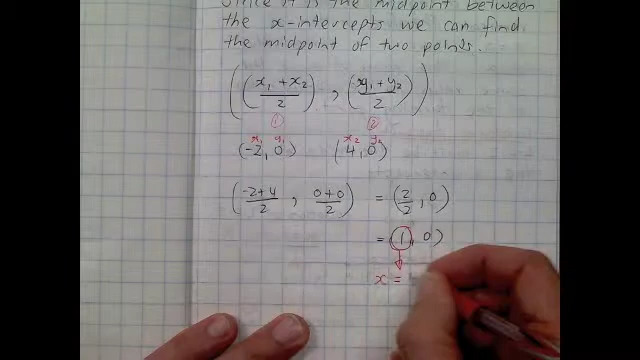 Since it is the midpoint between
the x-intercepts we can find
the midpoint of two points.
((x₁ + x₂)/2), (y₁ + y₂)/2))
① ②
x₁ y₁ x₂ y₂
(-2, 0) (4, 0)
(-2+4/2, 0+0/2) = (2/2, 0)
= (1, 0)
x =